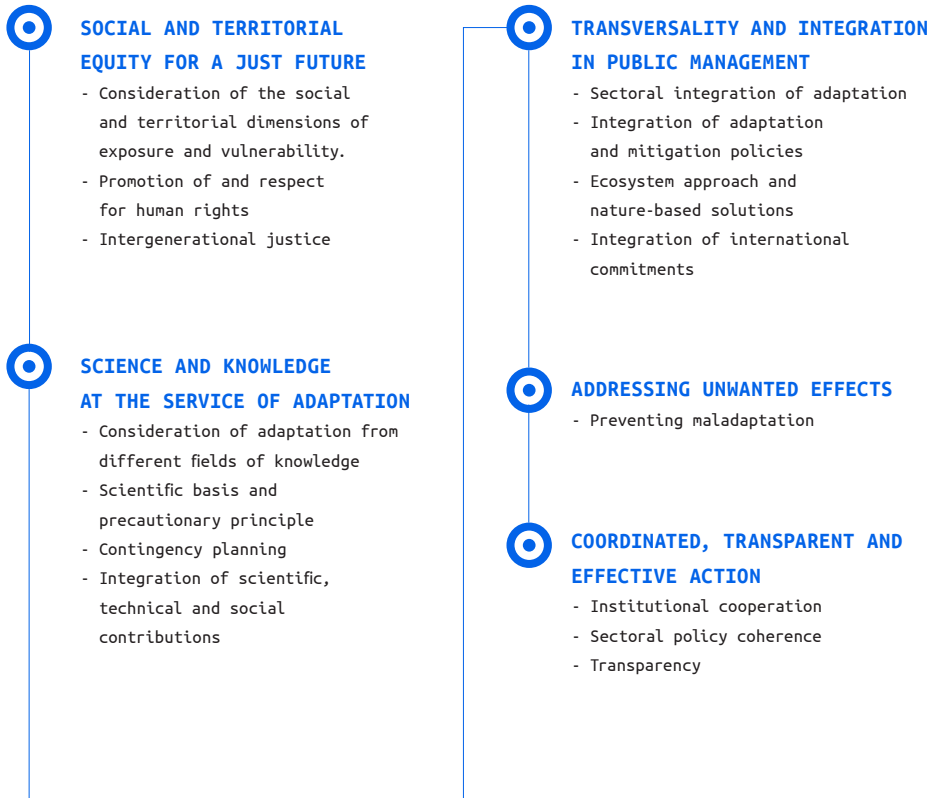 SOCIAL AND TERRITORIAL
EQUITY FOR A JUST FUTURE
- Consideration of the social
and territorial dimensions of
exposure and vulnerability.
- Promotion of and respect
for human rights
- Intergenerational justice
SCIENCE AND KNOWLEDGE
AT THE SERVICE OF ADAPTATION
- Consideration of adaptation from
different fields of knowledge
- Scientific basis and
precautionary principle
- Contingency planning
- Integration of scientific,
technical and social
contributions
TRANSVERSALITY AND INTEGRATION
IN PUBLIC MANAGEMENT
- Sectoral integration of adaptation
- Integration of adaptation
and mitigation policies
- Ecosystem approach and
nature-based solutions
- Integration of international
commitments
ADDRESSING UNWANTED EFFECTS
- Preventing maladaptation
COORDINATED, TRANSPARENT AND
EFFECTIVE ACTION
- Institutional cooperation
- Sectoral policy coherence
- Transparency